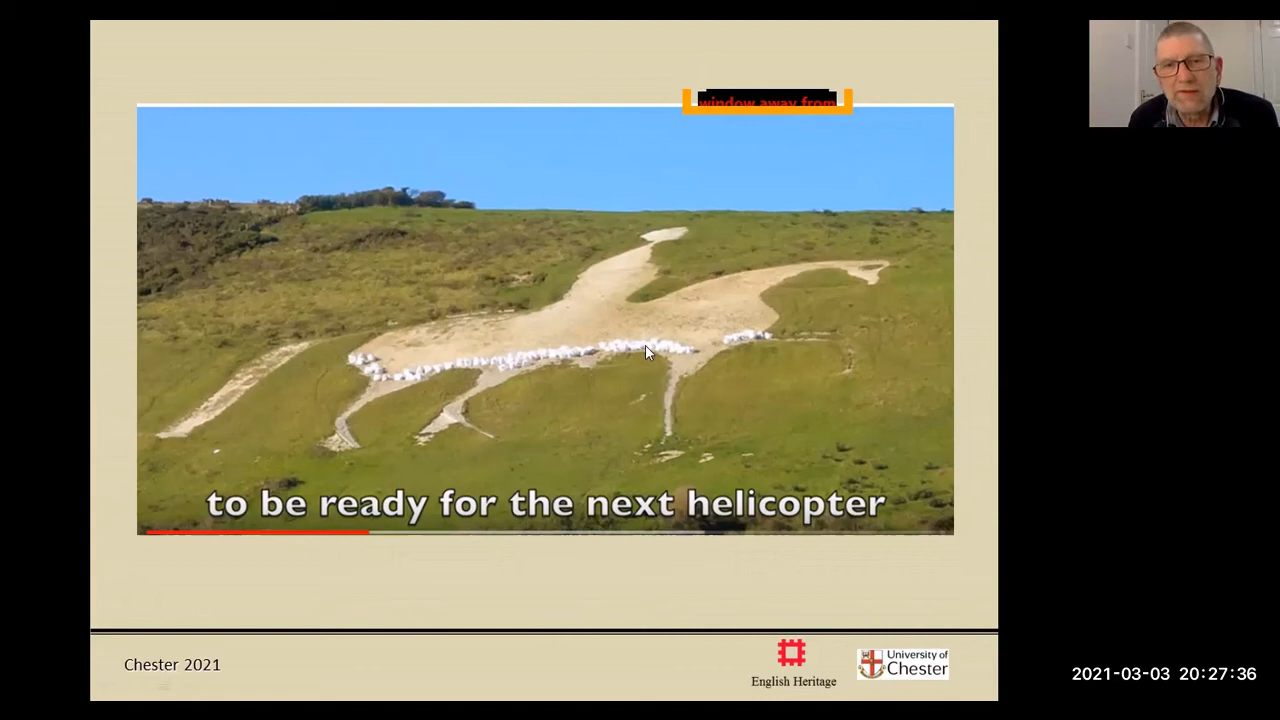 window away from
to be ready for the next helicopter
Chester 2021
English Heritage
University of
Chester
2021-03-03 20:27:36